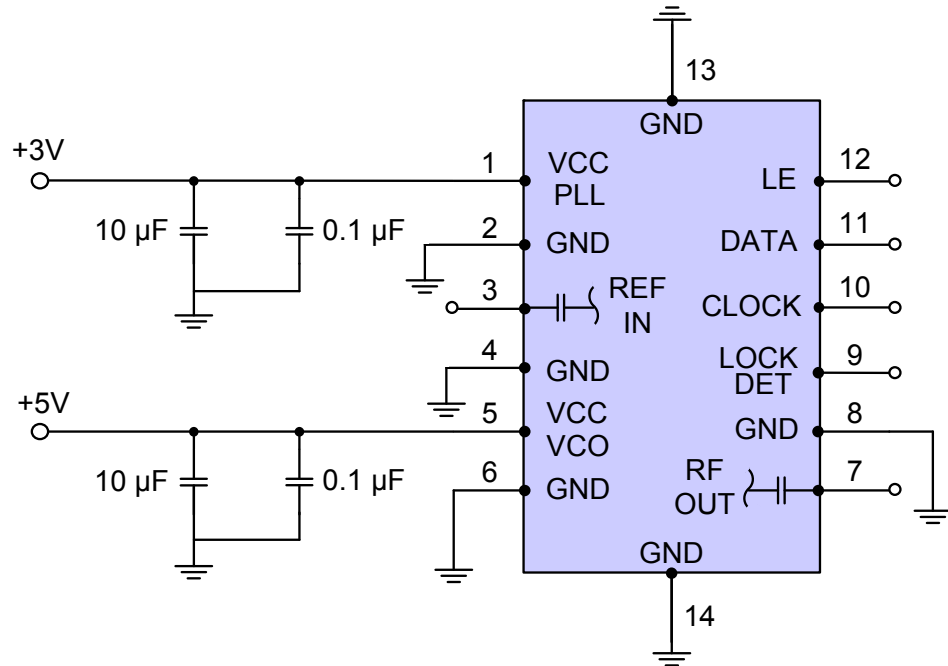 13
GND
+3V
1
VCC
PLL
LE
12
10 µF
0.1 µF
2
GND
DATA
11
3
REF
IN
CLOCK
10
4
GND
LOCK
DET
9
+5V
5
VCC
VCO
GND
8
10 µF
0.1 µF
6
GND
RF
OUT
7
GND
14